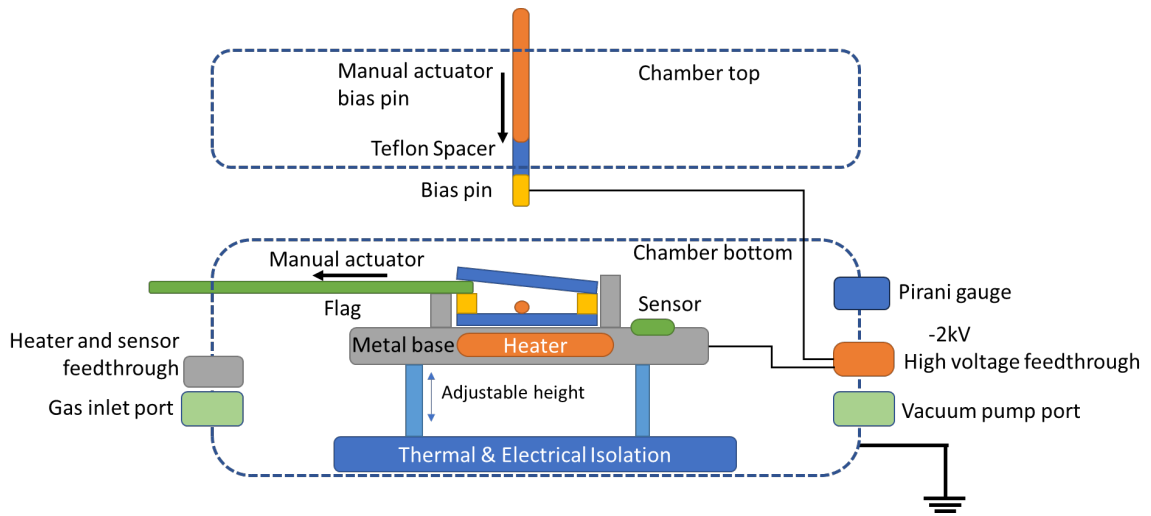 Manual actuator
bias pin
Chamber top
Teflon Spacer
Bias pin
Chamber bottom
Manual actuator
Flag
Sensor
Pirani gauge
-2kV
High voltage feedthrough
Heater and sensor
feedthrough
Metal base
Heater
Gas inlet port
Adjustable height
Vacuum pump port
Thermal & Electrical Isolation